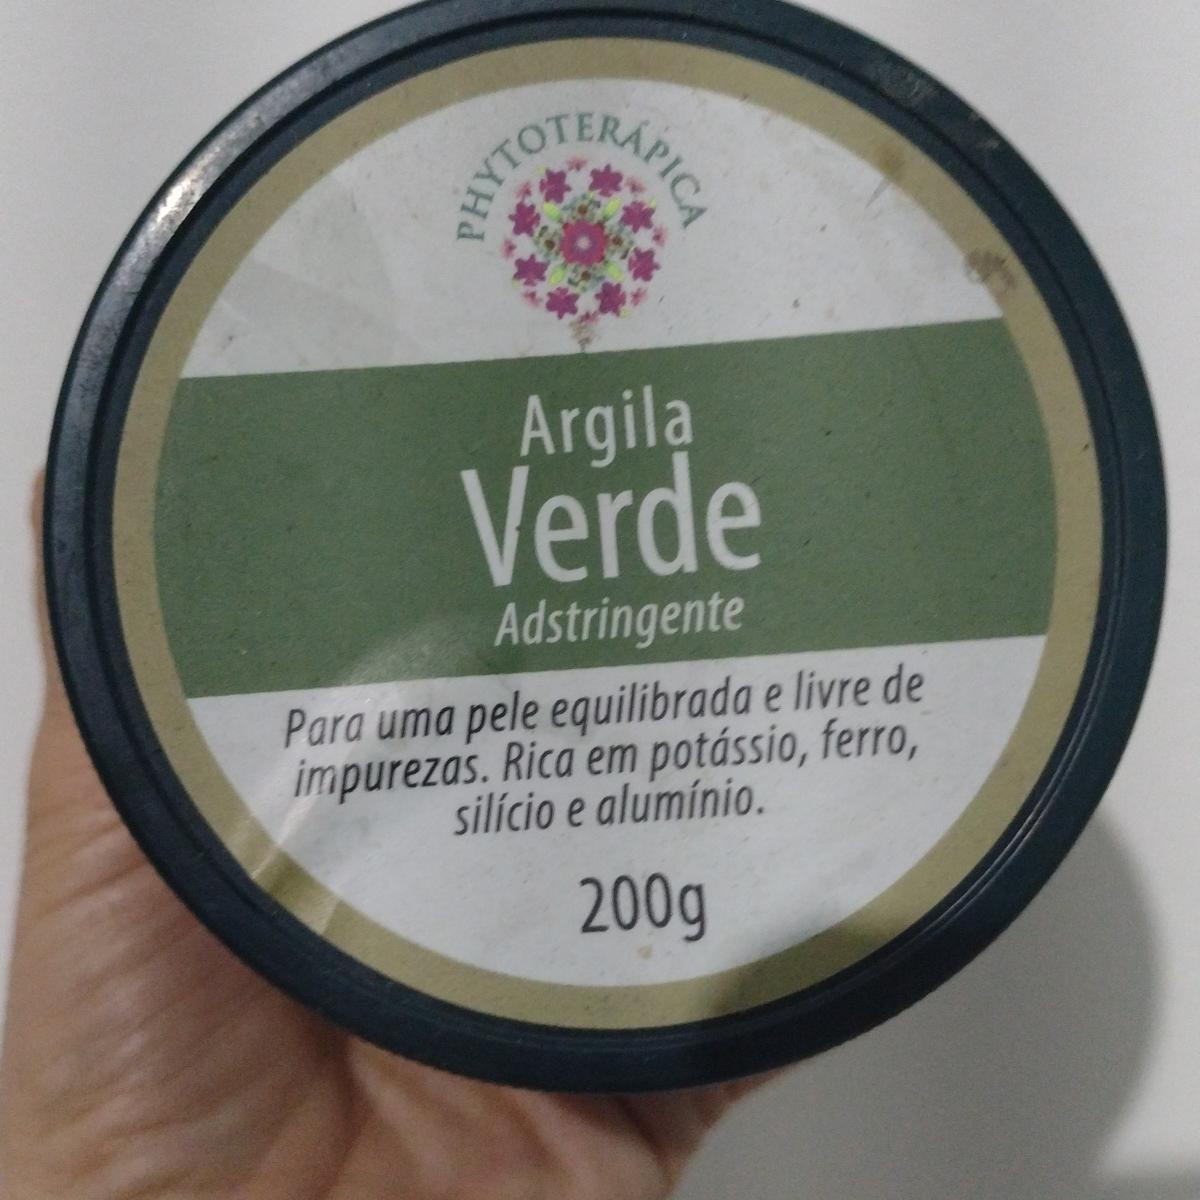 PHYTOTERÁPICA
Argila
Verde
Adstringente
Para uma pele equilibrada e livre de
impurezas. Rica em potássio, ferro,
silício e alumínio.
200g